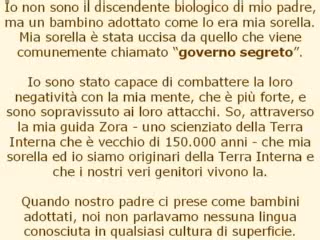 Io non sono il discendente biologico di mio padre,
ma un bambino adottato come lo era mia sorella.
Mia sorella è stata uccisa da quello che viene
comunemente chiamato “governo segreto”.
Io sono stato capace di combattere la loro
negatività con la mia mente, che è più forte, e
sono sopravissuto ai loro attacchi. So, attraverso
la mia guida Zora - uno scienziato della Terra
Interna che è vecchio di 150.000 anni - che mia
sorella ed io siamo originari della Terra Interna e
che i nostri veri genitori vivono la.
Quando nostro padre ci prese come bambini
adottati, noi non parlavamo nessuna lingua
conosciuta in qualsiasi cultura di superficie.